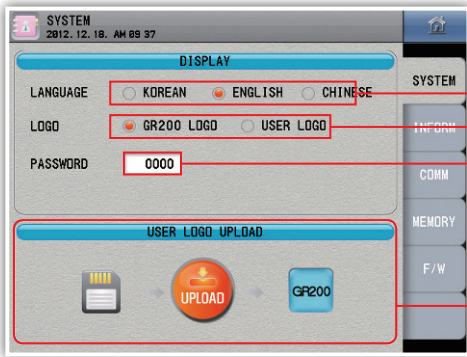 SYSTEM
2012. 12. 18. AM 09 37
DISPLAY
LANGUAGE KOREAN ENGLISH CHINESE
LOGO GR200 LOGO USER LOGO
PASSWORD 0000
USER LOGO UPLOAD
UPLOAD GR200
SYSTEM
INFORM
COMM
MEMORY
F/W